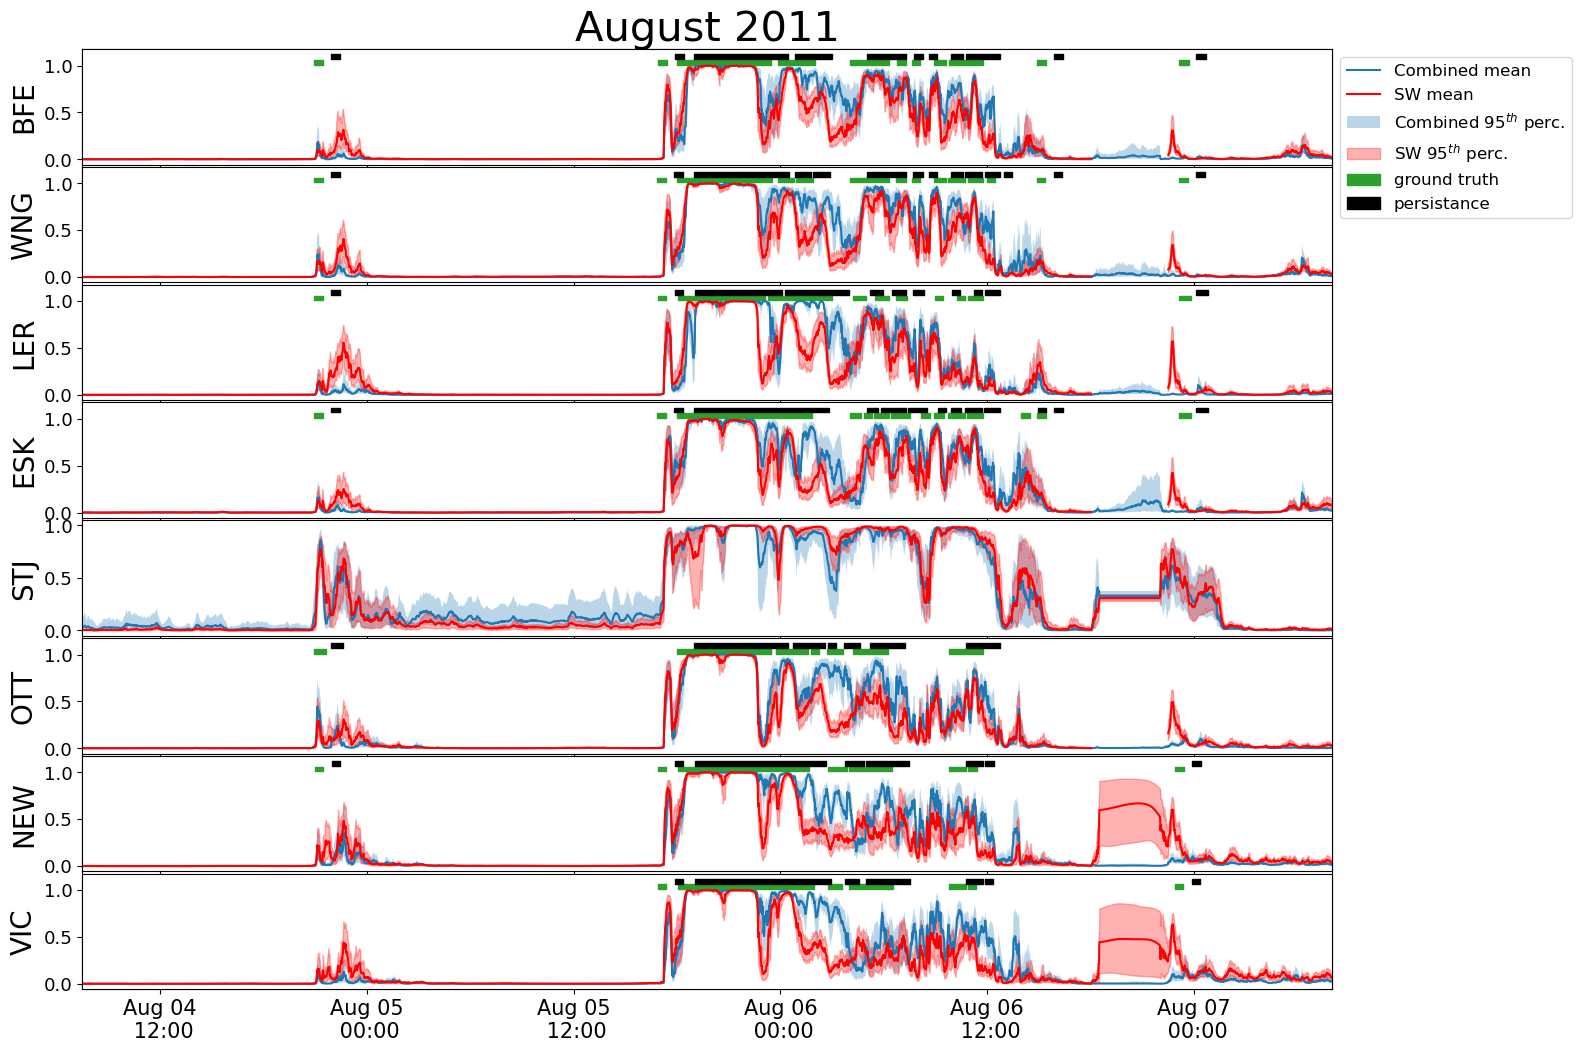 August 2011
BFE
1.0
0.5
0.0
WNG
1.0
0.5
0.0
LER
1.0
0.5
0.0
ESK
1.0
0.5
0.0
STJ
1.0
0.5
0.0
OTT
1.0
0.5
0.0
NEW
1.0
0.5
0.0
VIC
1.0
0.5
0.0
Aug 04
12:00
Aug 05
00:00
Aug 05
12:00
Aug 06
00:00
Aug 06
12:00
Aug 07
00:00
Combined mean
SW mean
Combined 95th perc.
SW 95th perc.
ground truth
persistance